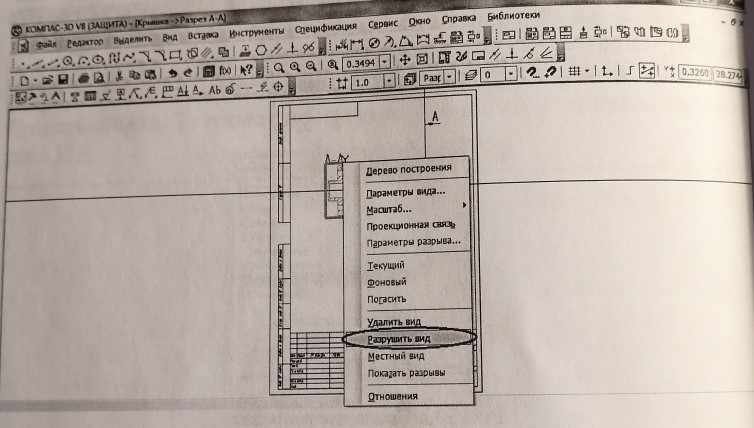 КОМПАС-3D V8 (ЗАЩИТА) - [Крышка ->Разрез А-А]
Файл Редактор Выделить Вид Вставка Инструменты Спецификация Сервис Окно Справка Библиотеки
f(x)
0.3494
1.0
Разр
0
0.3260
28.274
А
А-А
Дерево построения
Параметры вида...
Масштаб...
Проекционная связь
Параметры разрыва...
Текущий
Фоновый
Погасить
Удалить вид
Разрушить вид
Местный вид
Показать разрывы
Отношения